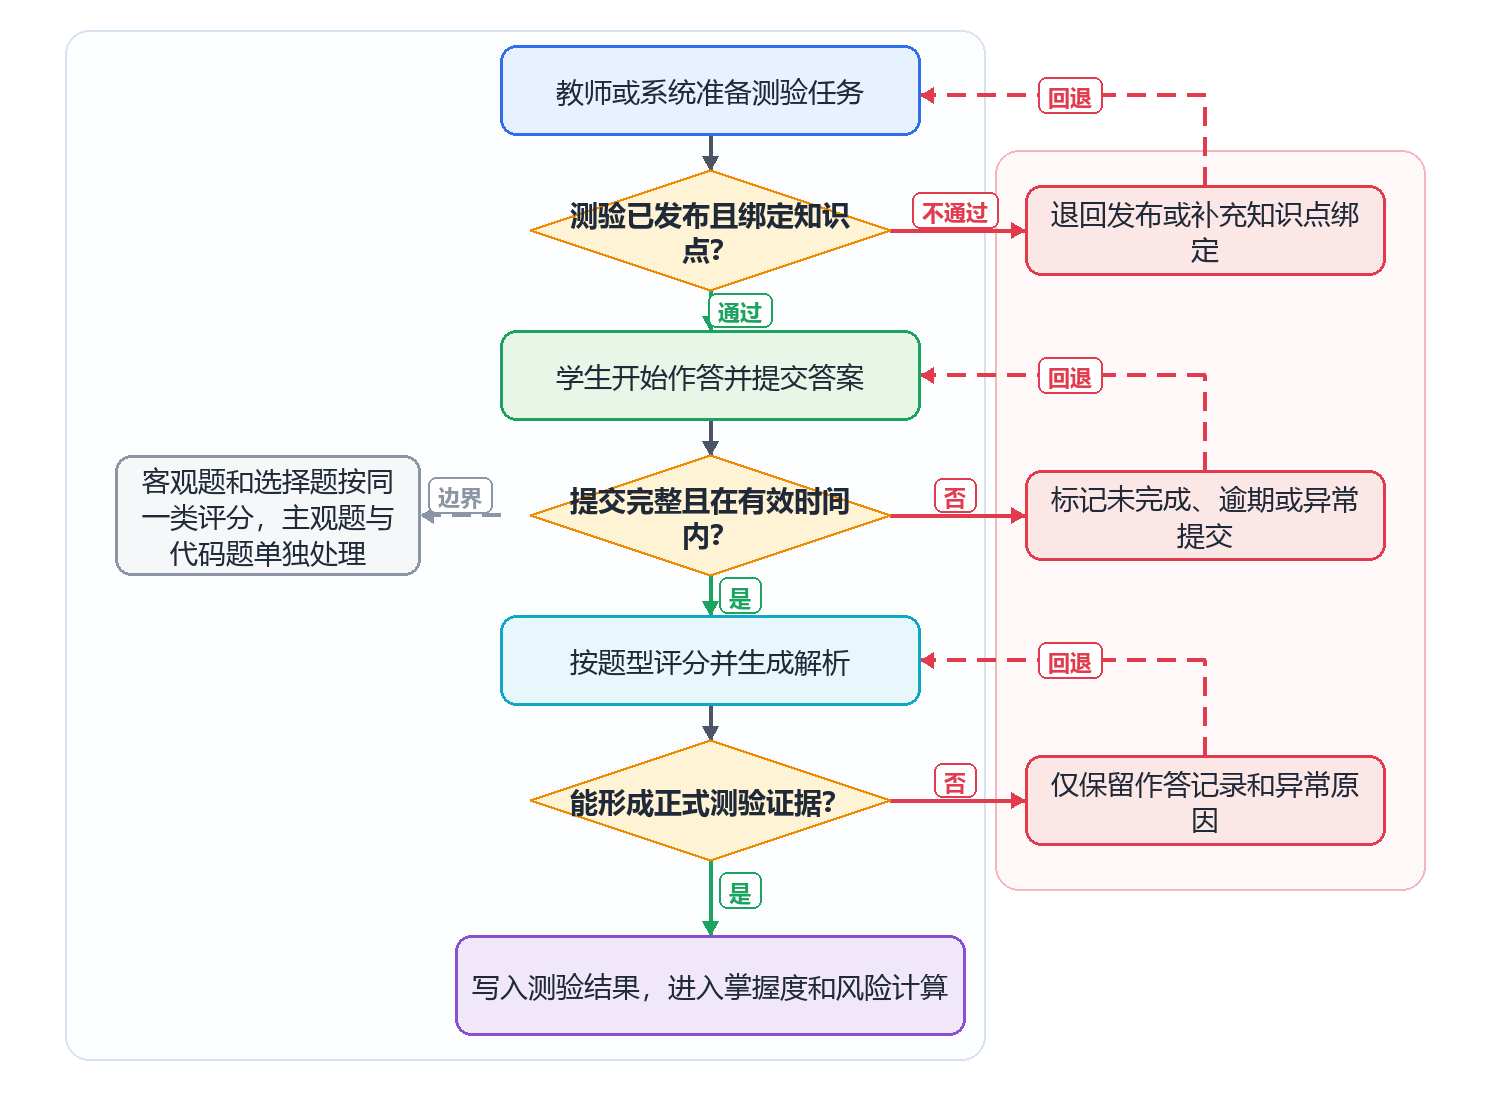 教师或系统准备测验任务
回退
测验已发布且绑定知识
点?
不通过
退回发布或补充知识点绑
定
通过
学生开始作答并提交答案
回退
客观题和选择题按同
一类评分，主观题与
代码题单独处理
边界
提交完整且在有效时间
内?
否
标记未完成、逾期或异常
提交
是
按题型评分并生成解析
回退
能形成正式测验证据?
否
仅保留作答记录和异常原
因
是
写入测验结果，进入掌握度和风险计算